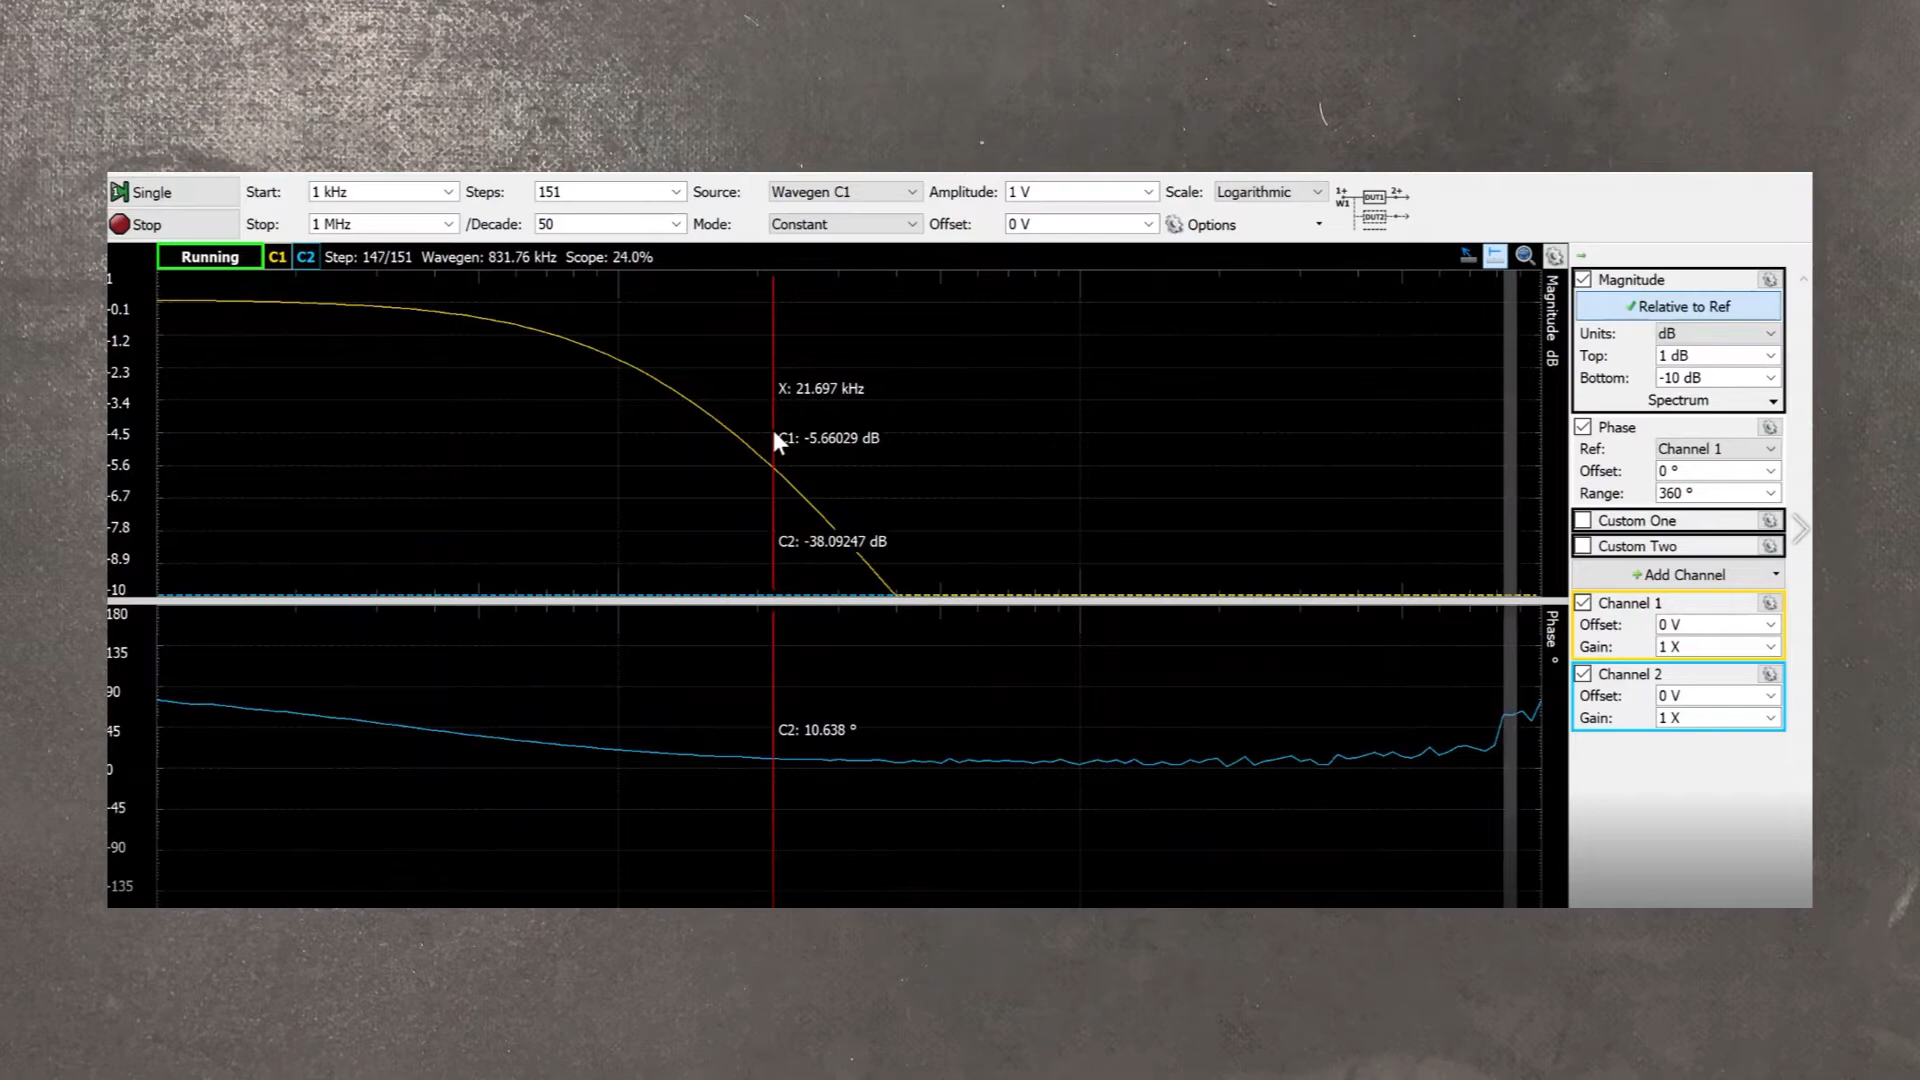 Single Start: 1 kHz Steps: 151 Source: Wavegen C1 Amplitude: 1 V Scale: Logarithmic
Stop Stop: 1 MHz /Decade: 50 Mode: Constant Offset: 0 V Options
1+ W1 DUT1 2+
DUT2
Running C1 C2 Step: 147/151 Wavegen: 831.76 kHz Scope: 24.0%
1
-0.1
-1.2
-2.3
-3.4
-4.5
-5.6
-6.7
-7.8
-8.9
-10
X: 21.697 kHz
C1: -5.66029 dB
C2: -38.09247 dB
Magnitude dB
180
135
90
45
0
-45
-90
-135
C2: 10.638 °
Phase °
Magnitude
Relative to Ref
Units: dB
Top: 1 dB
Bottom: -10 dB
Spectrum
Phase
Ref: Channel 1
Offset: 0 °
Range: 360 °
Custom One
Custom Two
Add Channel
Channel 1
Offset: 0 V
Gain: 1 X
Channel 2
Offset: 0 V
Gain: 1 X